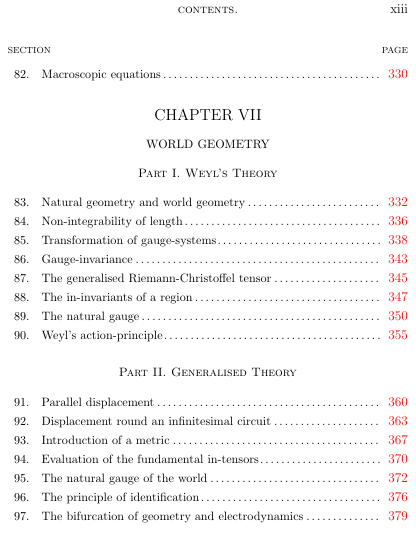 CONTENTS. xiii
SECTION PAGE
82. Macroscopic equations 330
CHAPTER VII
WORLD GEOMETRY
Part I. Weyl's Theory
83. Natural geometry and world geometry 332
84. Non-integrability of length 336
85. Transformation of gauge-systems 338
86. Gauge-invariance 343
87. The generalised Riemann-Christoffel tensor 345
88. The in-invariants of a region 347
89. The natural gauge 350
90. Weyl's action-principle 355
Part II. Generalised Theory
91. Parallel displacement 360
92. Displacement round an infinitesimal circuit 363
93. Introduction of a metric 367
94. Evaluation of the fundamental in-tensors 370
95. The natural gauge of the world 372
96. The principle of identification 376
97. The bifurcation of geometry and electrodynamics 379